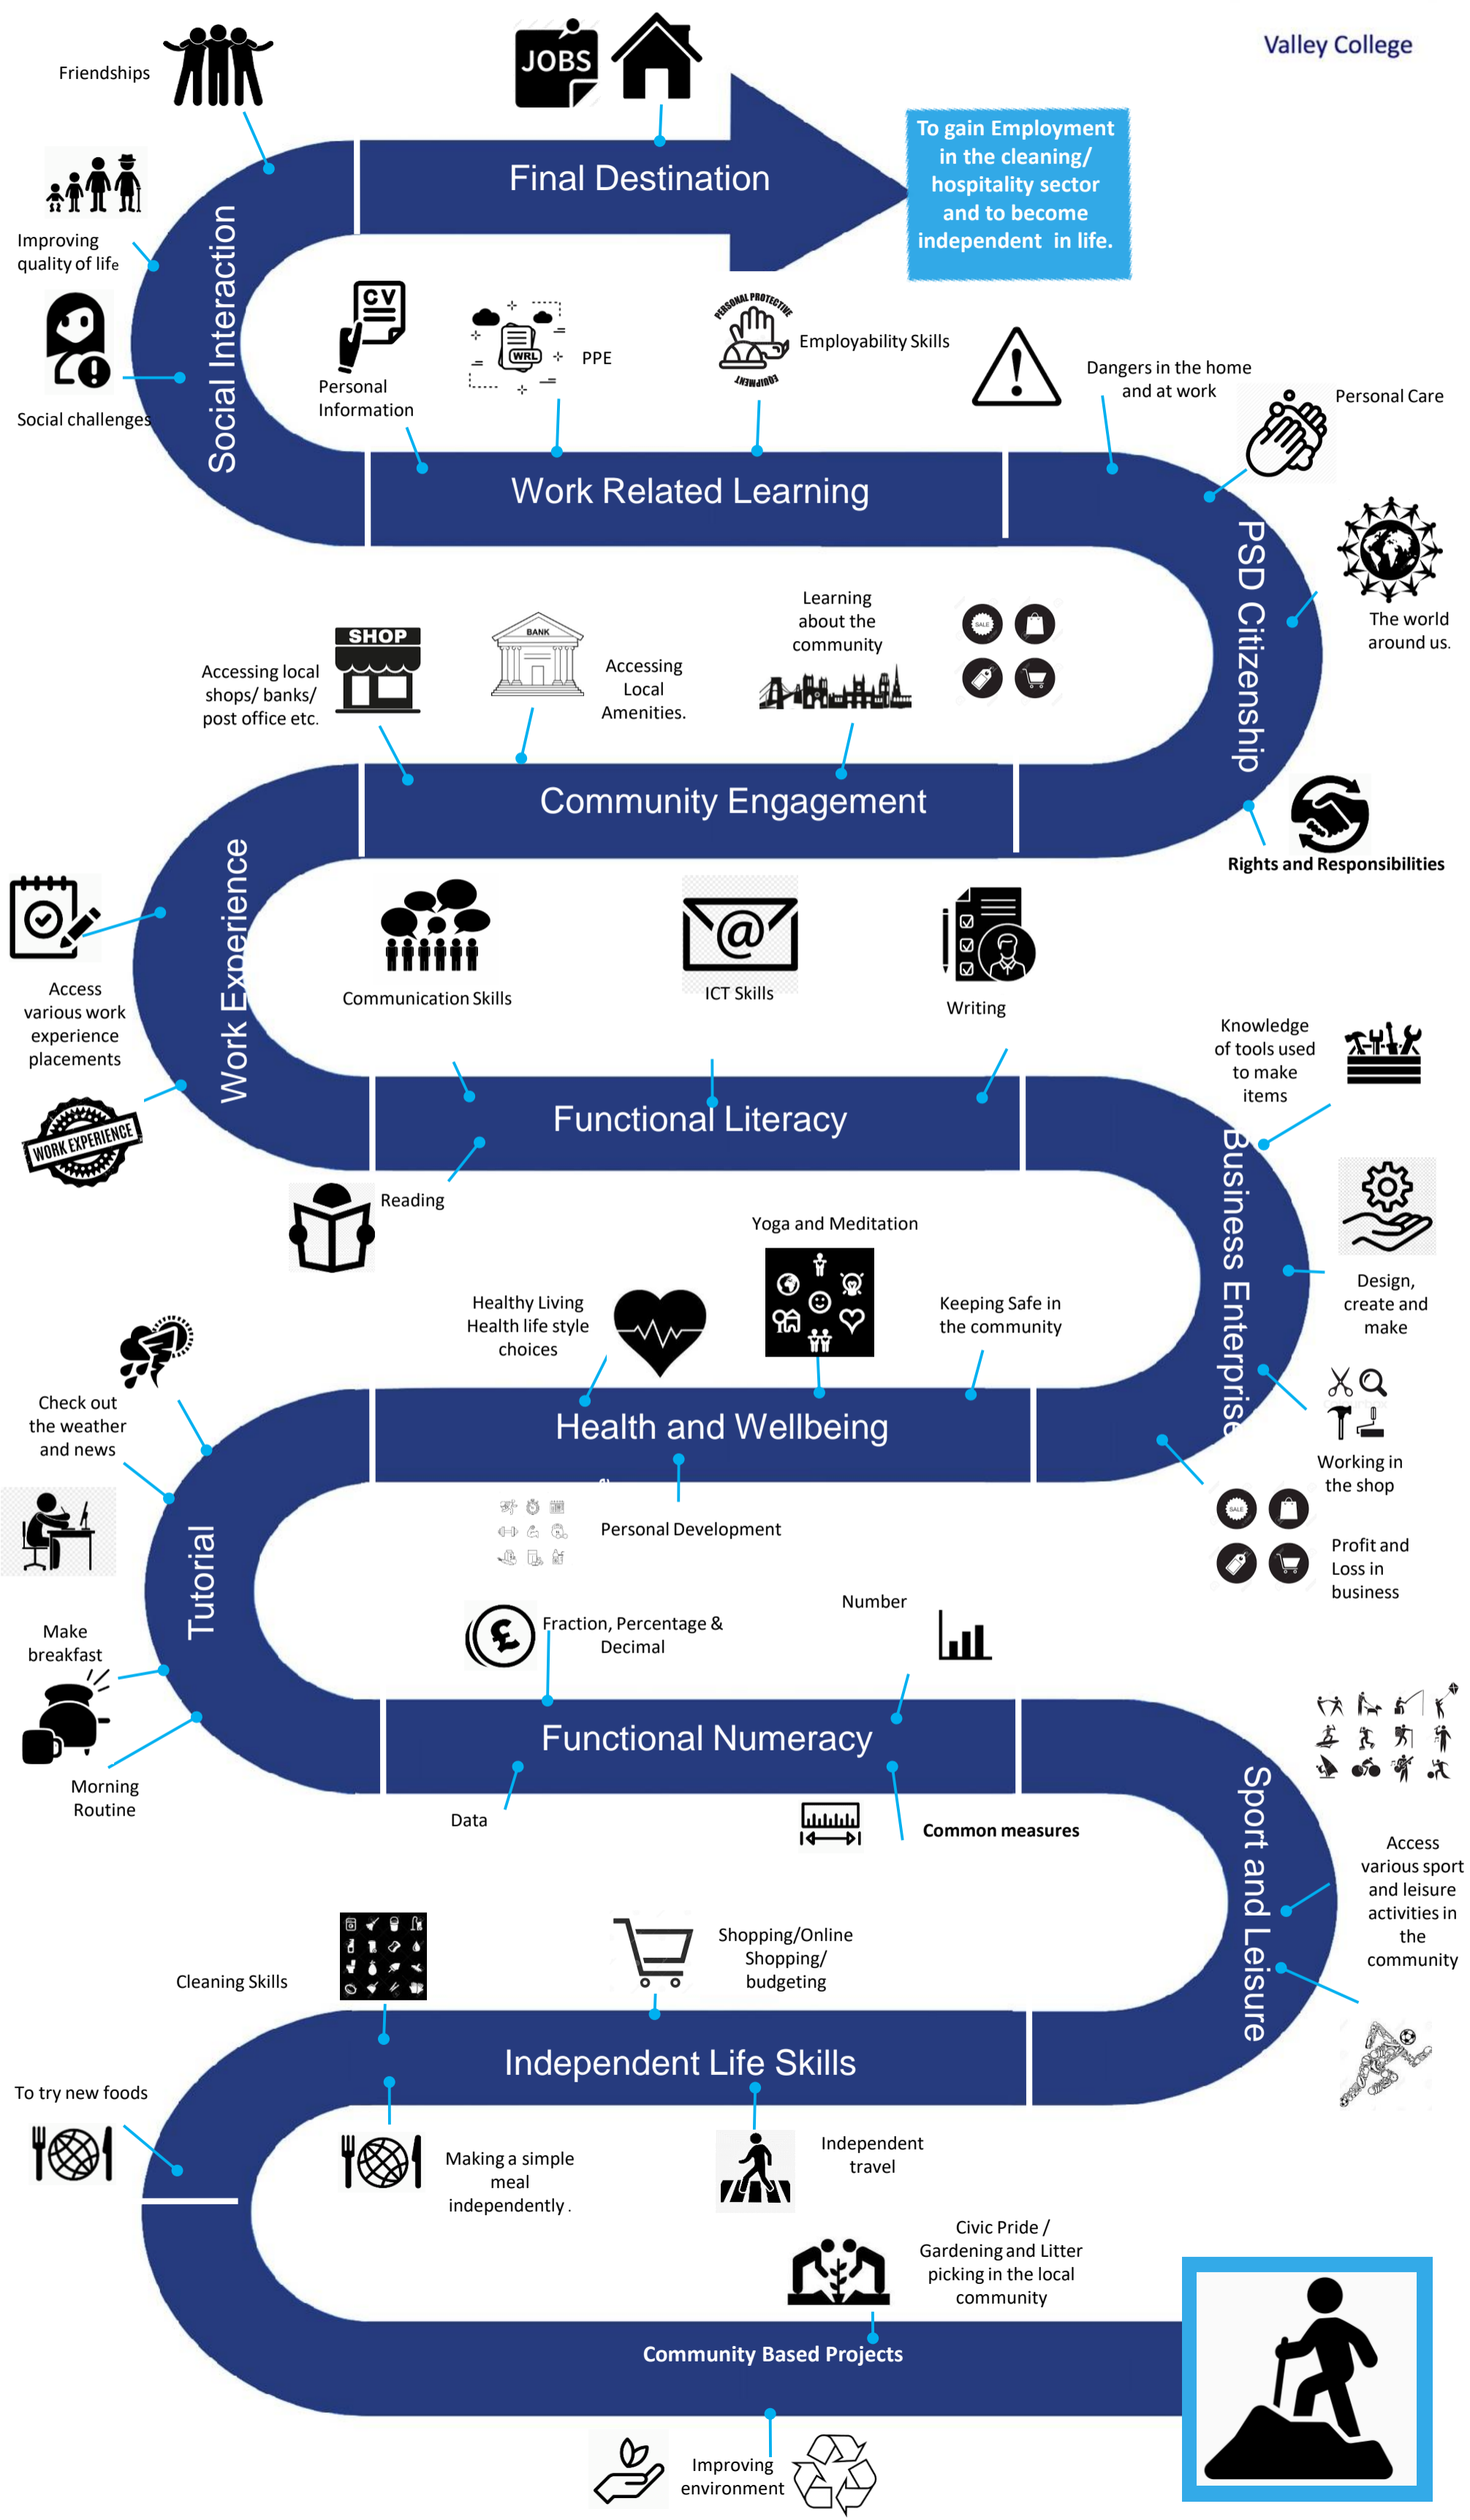 Valley College
Friendships
JOBS
Final Destination
To gain Employment
in the cleaning/
hospitality sector
and to become
independent in life.
Improving
quality of life
Social challenges
Social Interaction
CV
Personal
Information
WRL
PPE
PERSONAL PROTECTIVE
EQUIPMENT
Employability Skills
Dangers in the home
and at work
Personal Care
Work Related Learning
PSD Citizenship
The world
around us.
Rights and Responsibilities
SHOP
Accessing local
shops/ banks/
post office etc.
BANK
Accessing
Local
Amenities.
Learning
about the
community
SALE
Community Engagement
Work Experience
Access
various work
experience
placements
WORK EXPERIENCE
Communication Skills
@
ICT Skills
Writing
Functional Literacy
Reading
Knowledge
of tools used
to make
items
Business Enterprise
Design,
create and
make
Working in
the shop
SALE
Profit and
Loss in
business
Yoga and Meditation
Healthy Living
Health life style
choices
Keeping Safe in
the community
Health and Wellbeing
Personal Development
Check out
the weather
and news
Tutorial
Make
breakfast
Morning
Routine
£
Fraction, Percentage &
Decimal
Number
Functional Numeracy
Data
Common measures
Sport and Leisure
Access
various sport
and leisure
activities in
the
community
Cleaning Skills
Shopping/Online
Shopping/
budgeting
Independent Life Skills
To try new foods
Making a simple
meal
independently .
Independent
travel
Civic Pride /
Gardening and Litter
picking in the local
community
Community Based Projects
Improving
environment